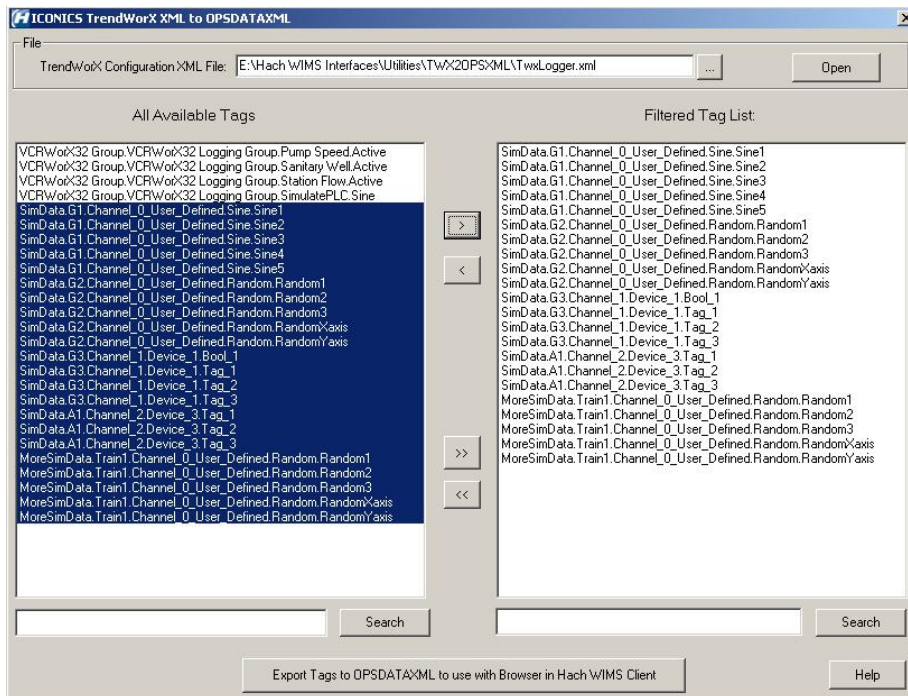 ICONICS TrendWorX XML to OPSDATAXML
File
TrendWorX Configuration XML File: E:\Hach WIMS Interfaces\Utilities\TWX2OPSXML\TwxLogger.xml ... Open
All Available Tags
VCRWorX32 Group.VCRWorX32 Logging Group.Pump Speed.Active
VCRWorX32 Group.VCRWorX32 Logging Group.Sanitary Well.Active
VCRWorX32 Group.VCRWorX32 Logging Group.Station Flow.Active
VCRWorX32 Group.VCRWorX32 Logging Group.SimulatePLC.Sine
SimData.G1.Channel_0_User_Defined.Sine.Sine1
SimData.G1.Channel_0_User_Defined.Sine.Sine2
SimData.G1.Channel_0_User_Defined.Sine.Sine3
SimData.G1.Channel_0_User_Defined.Sine.Sine4
SimData.G1.Channel_0_User_Defined.Sine.Sine5
SimData.G2.Channel_0_User_Defined.Random.Random1
SimData.G2.Channel_0_User_Defined.Random.Random2
SimData.G2.Channel_0_User_Defined.Random.Random3
SimData.G2.Channel_0_User_Defined.Random.RandomXaxis
SimData.G2.Channel_0_User_Defined.Random.RandomYaxis
SimData.G3.Channel_1.Device_1.Bool_1
SimData.G3.Channel_1.Device_1.Tag_1
SimData.G3.Channel_1.Device_1.Tag_2
SimData.G3.Channel_1.Device_1.Tag_3
SimData.A1.Channel_2.Device_3.Tag_1
SimData.A1.Channel_2.Device_3.Tag_2
SimData.A1.Channel_2.Device_3.Tag_3
MoreSimData.Train1.Channel_0_User_Defined.Random.Random1
MoreSimData.Train1.Channel_0_User_Defined.Random.Random2
MoreSimData.Train1.Channel_0_User_Defined.Random.Random3
MoreSimData.Train1.Channel_0_User_Defined.Random.RandomXaxis
MoreSimData.Train1.Channel_0_User_Defined.Random.RandomYaxis
Search
>
<
>>
<<
Filtered Tag List:
SimData.G1.Channel_0_User_Defined.Sine.Sine1
SimData.G1.Channel_0_User_Defined.Sine.Sine2
SimData.G1.Channel_0_User_Defined.Sine.Sine3
SimData.G1.Channel_0_User_Defined.Sine.Sine4
SimData.G1.Channel_0_User_Defined.Sine.Sine5
SimData.G2.Channel_0_User_Defined.Random.Random1
SimData.G2.Channel_0_User_Defined.Random.Random2
SimData.G2.Channel_0_User_Defined.Random.Random3
SimData.G2.Channel_0_User_Defined.Random.RandomXaxis
SimData.G2.Channel_0_User_Defined.Random.RandomYaxis
SimData.G3.Channel_1.Device_1.Bool_1
SimData.G3.Channel_1.Device_1.Tag_1
SimData.G3.Channel_1.Device_1.Tag_2
SimData.G3.Channel_1.Device_1.Tag_3
SimData.A1.Channel_2.Device_3.Tag_1
SimData.A1.Channel_2.Device_3.Tag_2
SimData.A1.Channel_2.Device_3.Tag_3
MoreSimData.Train1.Channel_0_User_Defined.Random.Random1
MoreSimData.Train1.Channel_0_User_Defined.Random.Random2
MoreSimData.Train1.Channel_0_User_Defined.Random.Random3
MoreSimData.Train1.Channel_0_User_Defined.Random.RandomXaxis
MoreSimData.Train1.Channel_0_User_Defined.Random.RandomYaxis
Search
Export Tags to OPSDATAXML to use with Browser in Hach WIMS Client
Help